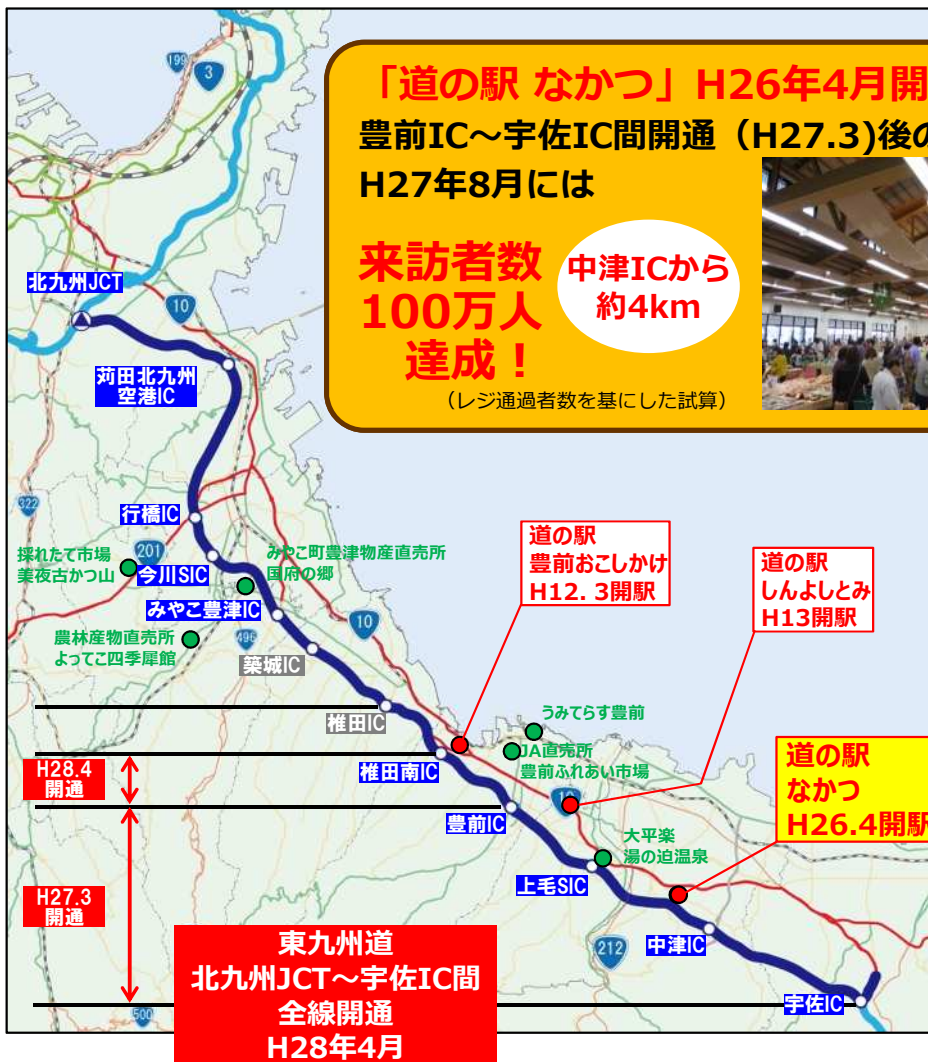 199
3
「道の駅 なかつ」H26年4月開
豊前IC～宇佐IC間開通（H27.3)後の
H27年8月には
来訪者数
100万人
達成！
中津ICから
約4km
（レジ通過者数を基にした試算）
北九州JCT
10
苅田北九州
空港IC
322
行橋IC
201
採れたて市場
美夜古かつ山
今川SIC
みやこ町豊津物産直売所
国府の郷
みやこ豊津IC
農林産物直売所
よってこ四季犀館
496
築城IC
10
道の駅
豊前おこしかけ
H12. 3開駅
道の駅
しんよしとみ
H13開駅
椎田IC
うみてらす豊前
JA直売所
豊前ふれあい市場
椎田南IC
H28.4
開通
豊前IC
10
道の駅
なかつ
H26.4開駅
大平楽
湯の迫温泉
上毛SIC
H27.3
開通
中津IC
212
東九州道
北九州JCT～宇佐IC間
全線開通
H28年4月
宇佐IC
500